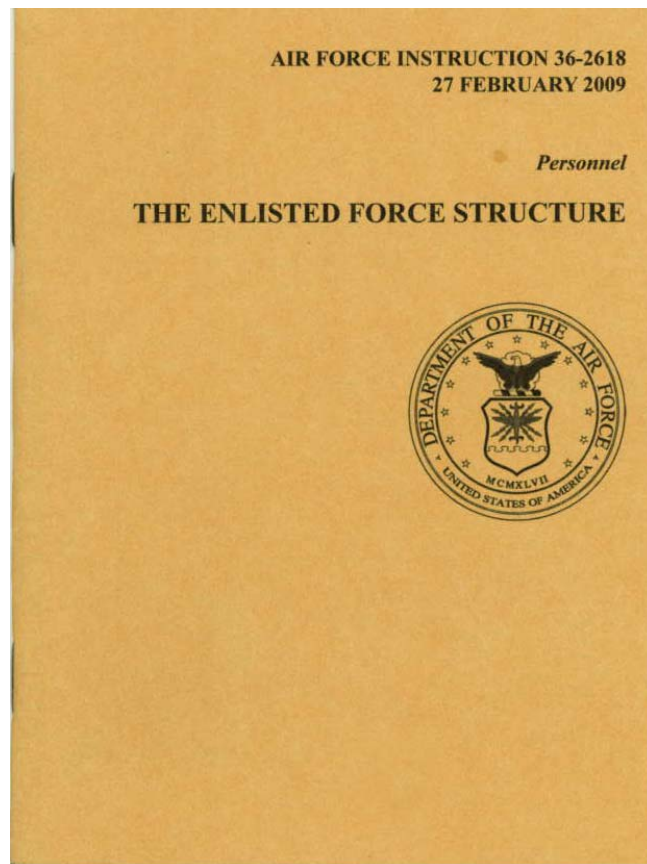 AIR FORCE INSTRUCTION 36-2618
27 FEBRUARY 2009
Personnel
THE ENLISTED FORCE STRUCTURE
DEPARTMENT OF THE AIR FORCE
MCMXLVII
UNITED STATES OF AMERICA